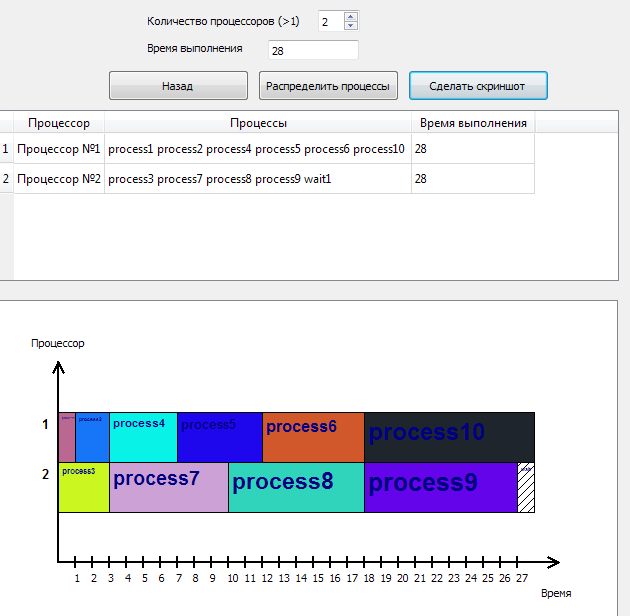 Количество процессоров (>1) 2
Время выполнения 28
Назад Распределить процессы Сделать скриншот
Процессор Процессы Время выполнения
1 Процессор №1 process1 process2 process4 process5 process6 process10 28
2 Процессор №2 process3 process7 process8 process9 wait1 28
Процессор
1 process2 process4 process5 process6 process10
2 process3 process7 process8 process9
1 2 3 4 5 6 7 8 9 10 11 12 13 14 15 16 17 18 19 20 21 22 23 24 25 26 27
Время